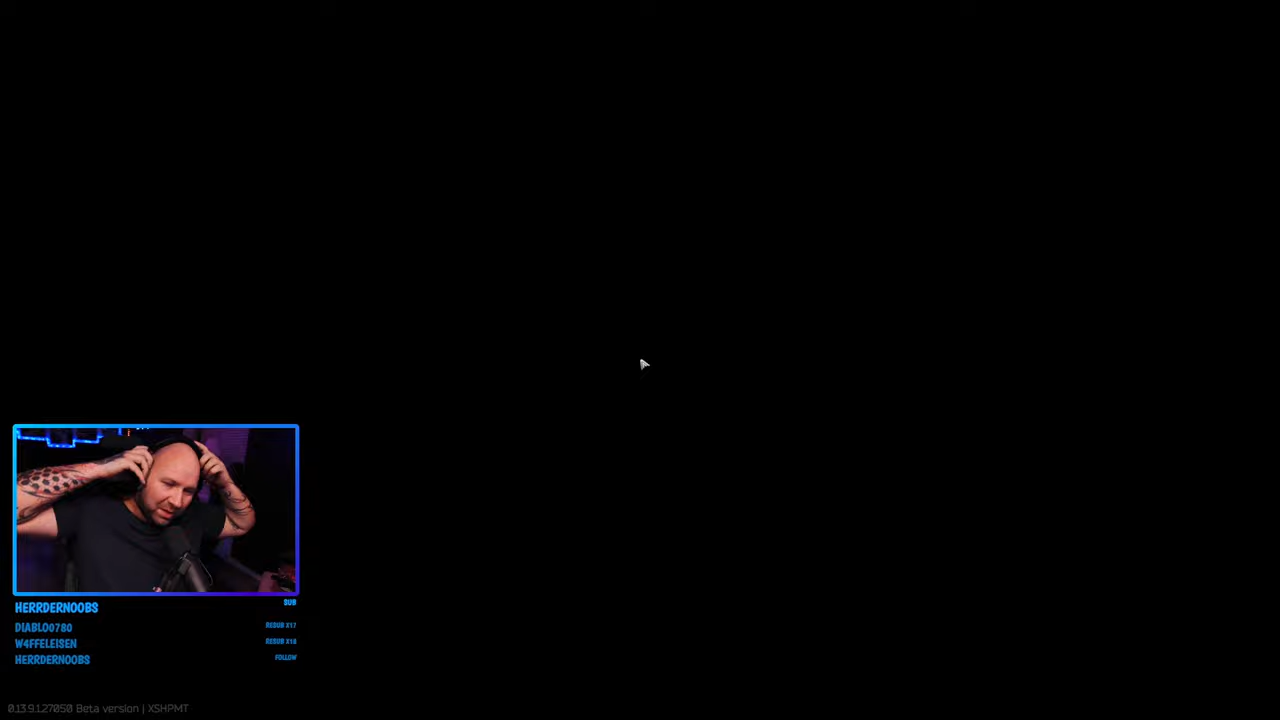 HERRDERNOOBS SUB
DIABLO0780 RESUB X17
W4FFELEISEN RESUB X18
HERRDERNOOBS FOLLOW
0.13.9.1.27050 Beta version | XSHPMT